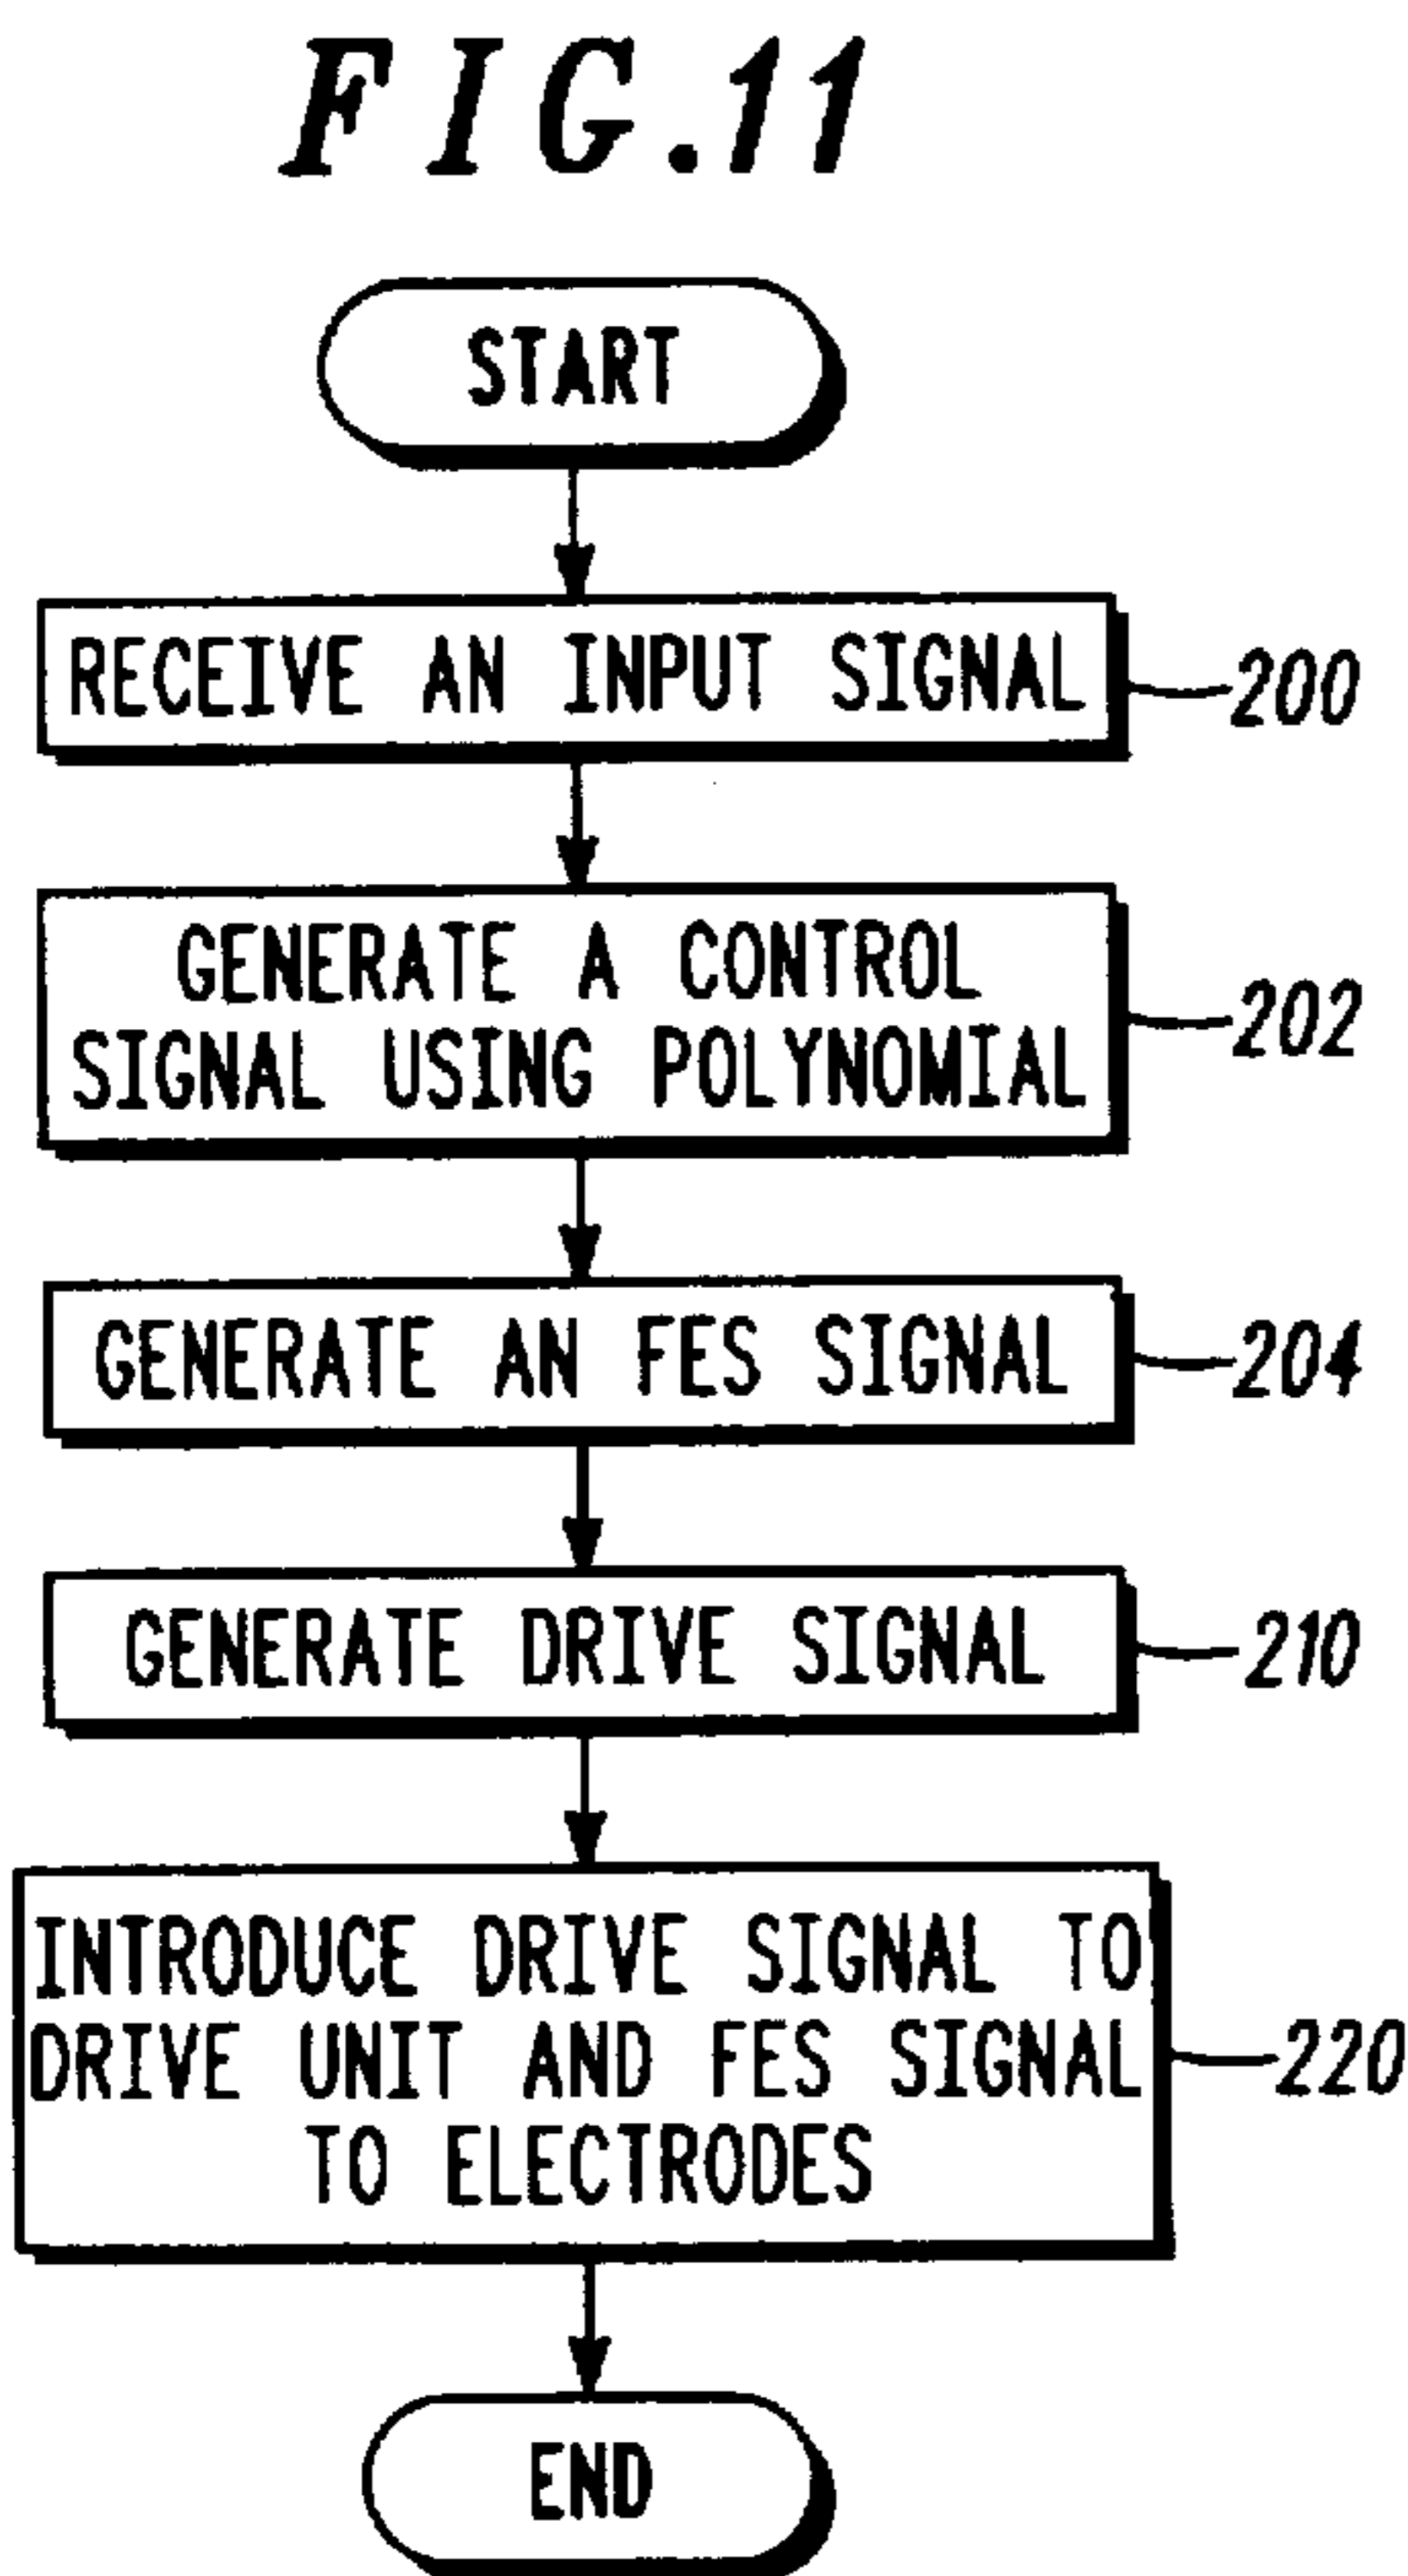 FIG.11
START
RECEIVE AN INPUT SIGNAL
200
GENERATE A CONTROL
SIGNAL USING POLYNOMIAL
202
GENERATE AN FES SIGNAL
204
GENERATE DRIVE SIGNAL
210
INTRODUCE DRIVE SIGNAL TO
DRIVE UNIT AND FES SIGNAL
TO ELECTRODES
220
END